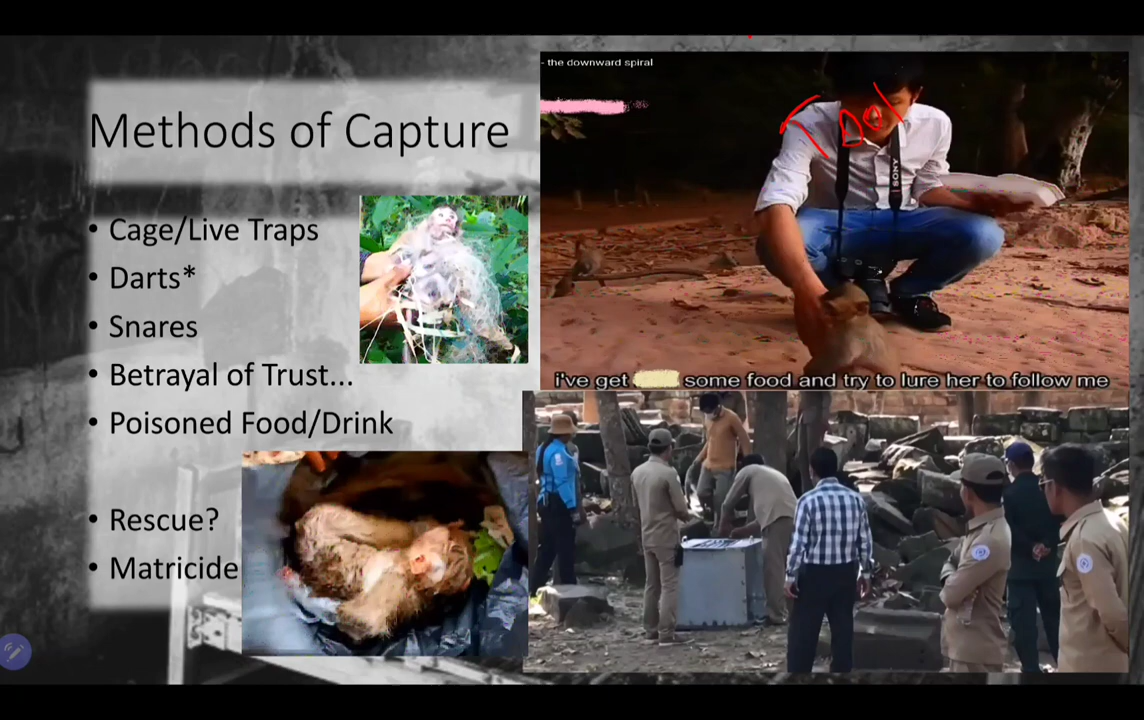 Methods of Capture
• Cage/Live Traps
• Darts*
• Snares
• Betrayal of Trust...
• Poisoned Food/Drink
• Rescue?
• Matricide
- the downward spiral
SONY
i've get some food and try to lure her to follow me